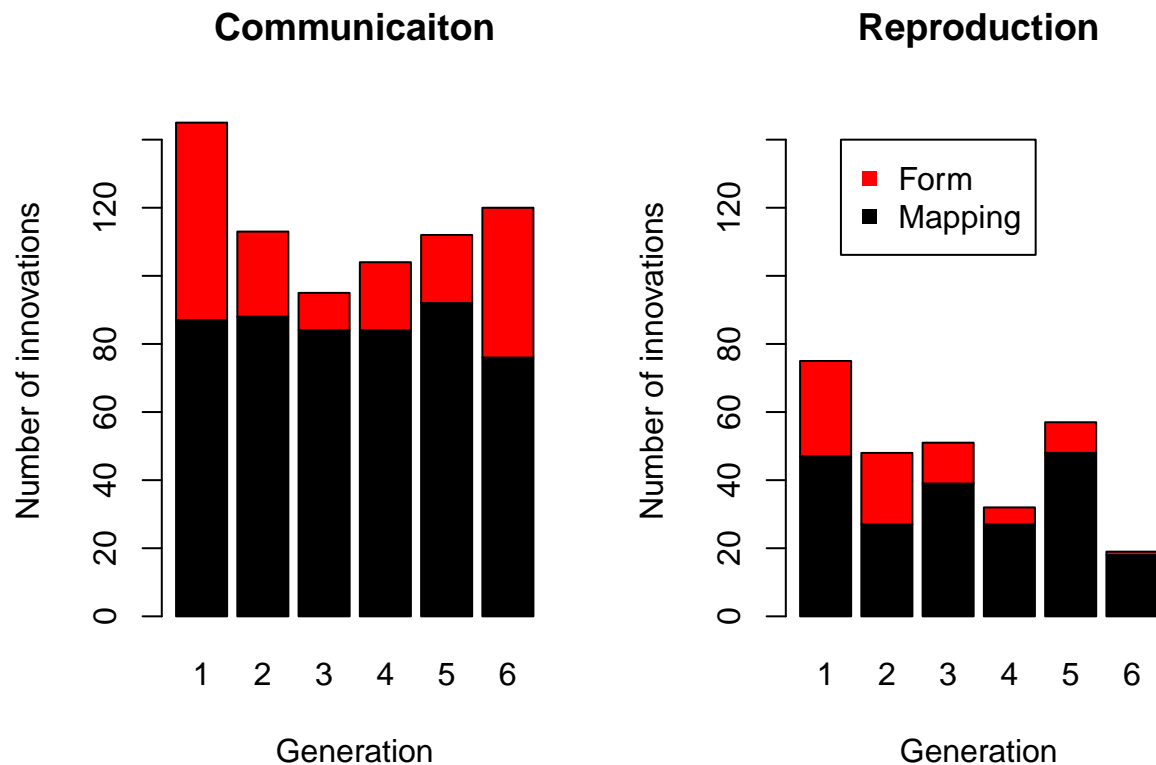 Communicaiton
Number of innovations
0
20
40
60
80
120
1 2 3 4 5 6
Generation
Reproduction
Number of innovations
0
20
40
60
80
120
Form
Mapping
1 2 3 4 5 6
Generation